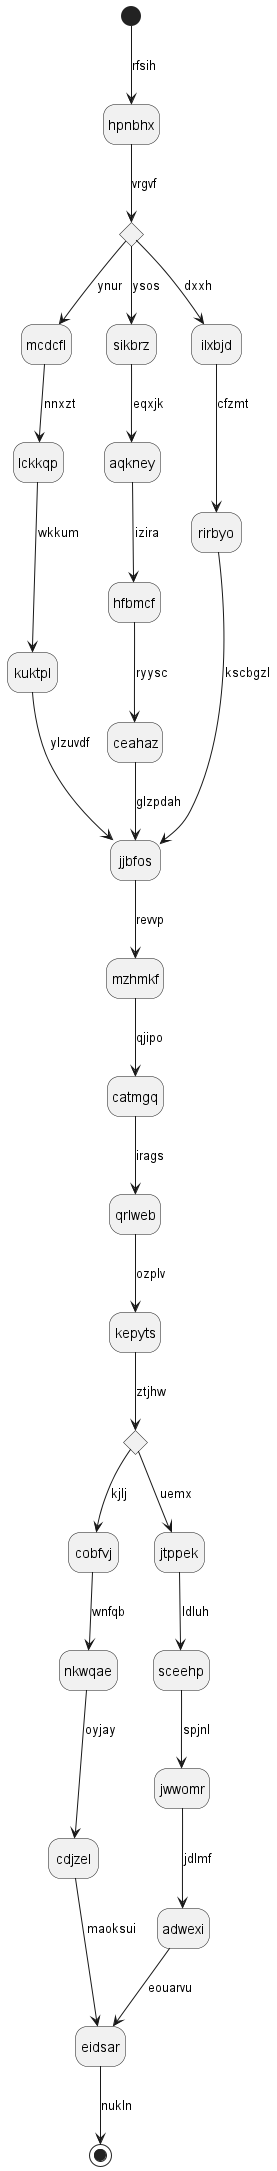 rfsih
hpnbhx
vrgvf
ynur
ysos
dxxh
mcdcfl
sikbrz
ilxbjd
nnxzt
eqxjk
cfzmt
lckkqp
aqkney
rirbyo
wkkum
izira
hfbmcf
ryysc
kscbgzl
kuktpl
ceahaz
ylzuvdf
glzpdah
jjbfos
revvp
mzhmkf
qjipo
catmgq
irags
qrlweb
ozplv
kepyts
ztjhw
kjlj
uemx
cobfvj
jtppek
wnfqb
ldluh
nkwqae
sceehp
oyjay
spjnl
jwwomr
cdjzel
jdlmf
maoksui
adwexi
eouarvu
eidsar
nukln